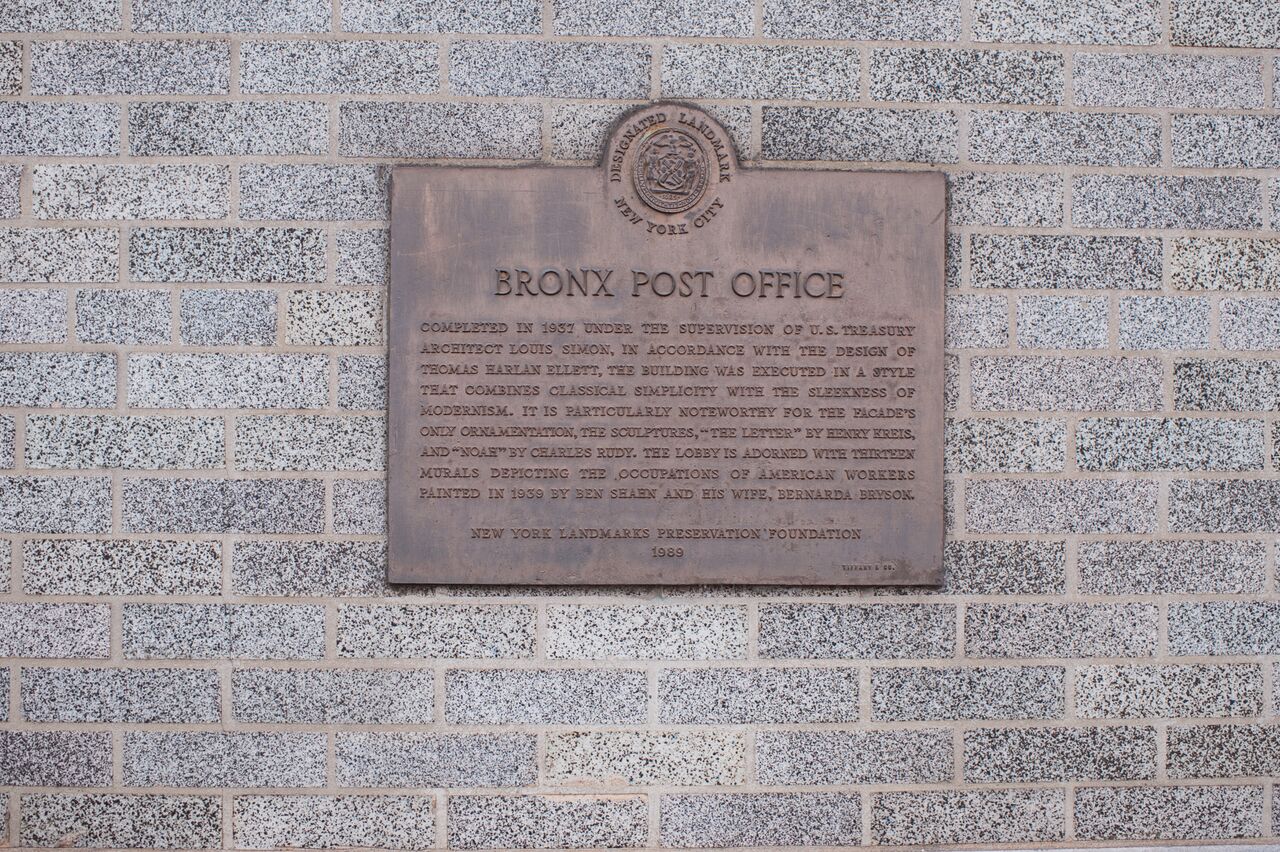 DESIGNATED LANDMARK
NEW YORK CITY
BRONX POST OFFICE
COMPLETED IN 1937 UNDER THE SUPERVISION OF U.S. TREASURY
ARCHITECT LOUIS SIMON, IN ACCORDANCE WITH THE DESIGN OF
THOMAS HARLAN ELLETT, THE BUILDING WAS EXECUTED IN A STYLE
THAT COMBINES CLASSICAL SIMPLICITY WITH THE SLEEKNESS OF
MODERNISM. IT IS PARTICULARLY NOTEWORTHY FOR THE FACADE'S
ONLY ORNAMENTATION, THE SCULPTURES, "THE LETTER" BY HENRY KREIS,
AND "NOAH" BY CHARLES RUDY. THE LOBBY IS ADORNED WITH THIRTEEN
MURALS DEPICTING THE OCCUPATIONS OF AMERICAN WORKERS
PAINTED IN 1939 BY BEN SHAHN AND HIS WIFE, BERNARDA BRYSON.
NEW YORK LANDMARKS PRESERVATION FOUNDATION
1989
TIFFANY & CO.